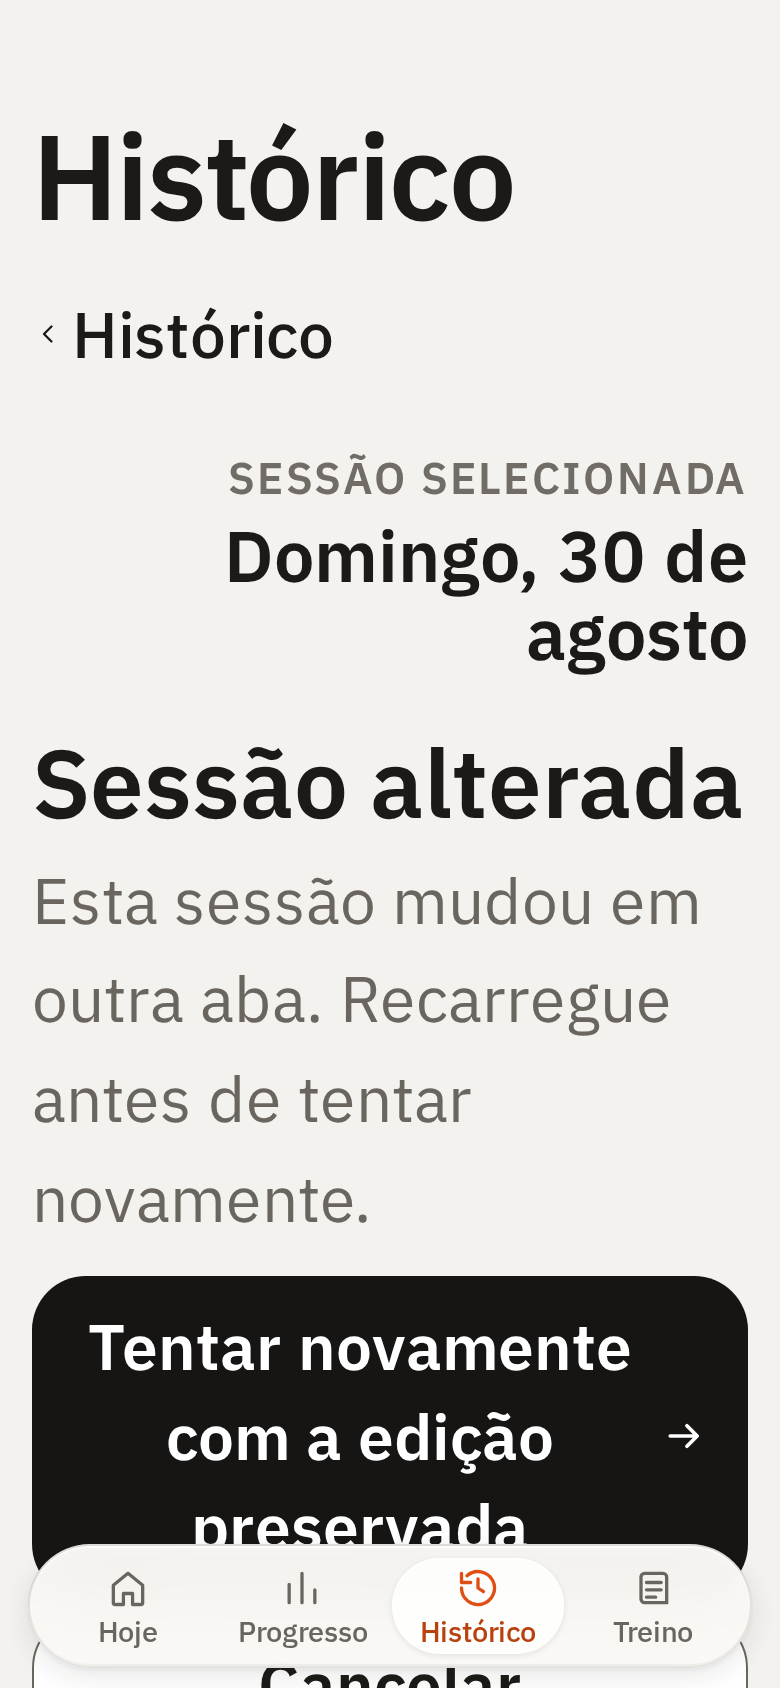 Histórico
Histórico
SESSÃO SELECIONADA
Domingo, 30 de
agosto
Sessão alterada
Esta sessão mudou em
outra aba. Recarregue
antes de tentar
novamente.
Tentar novamente
com a edição
preservada
Hoje
Progresso
Histórico
Treino
Cancelar